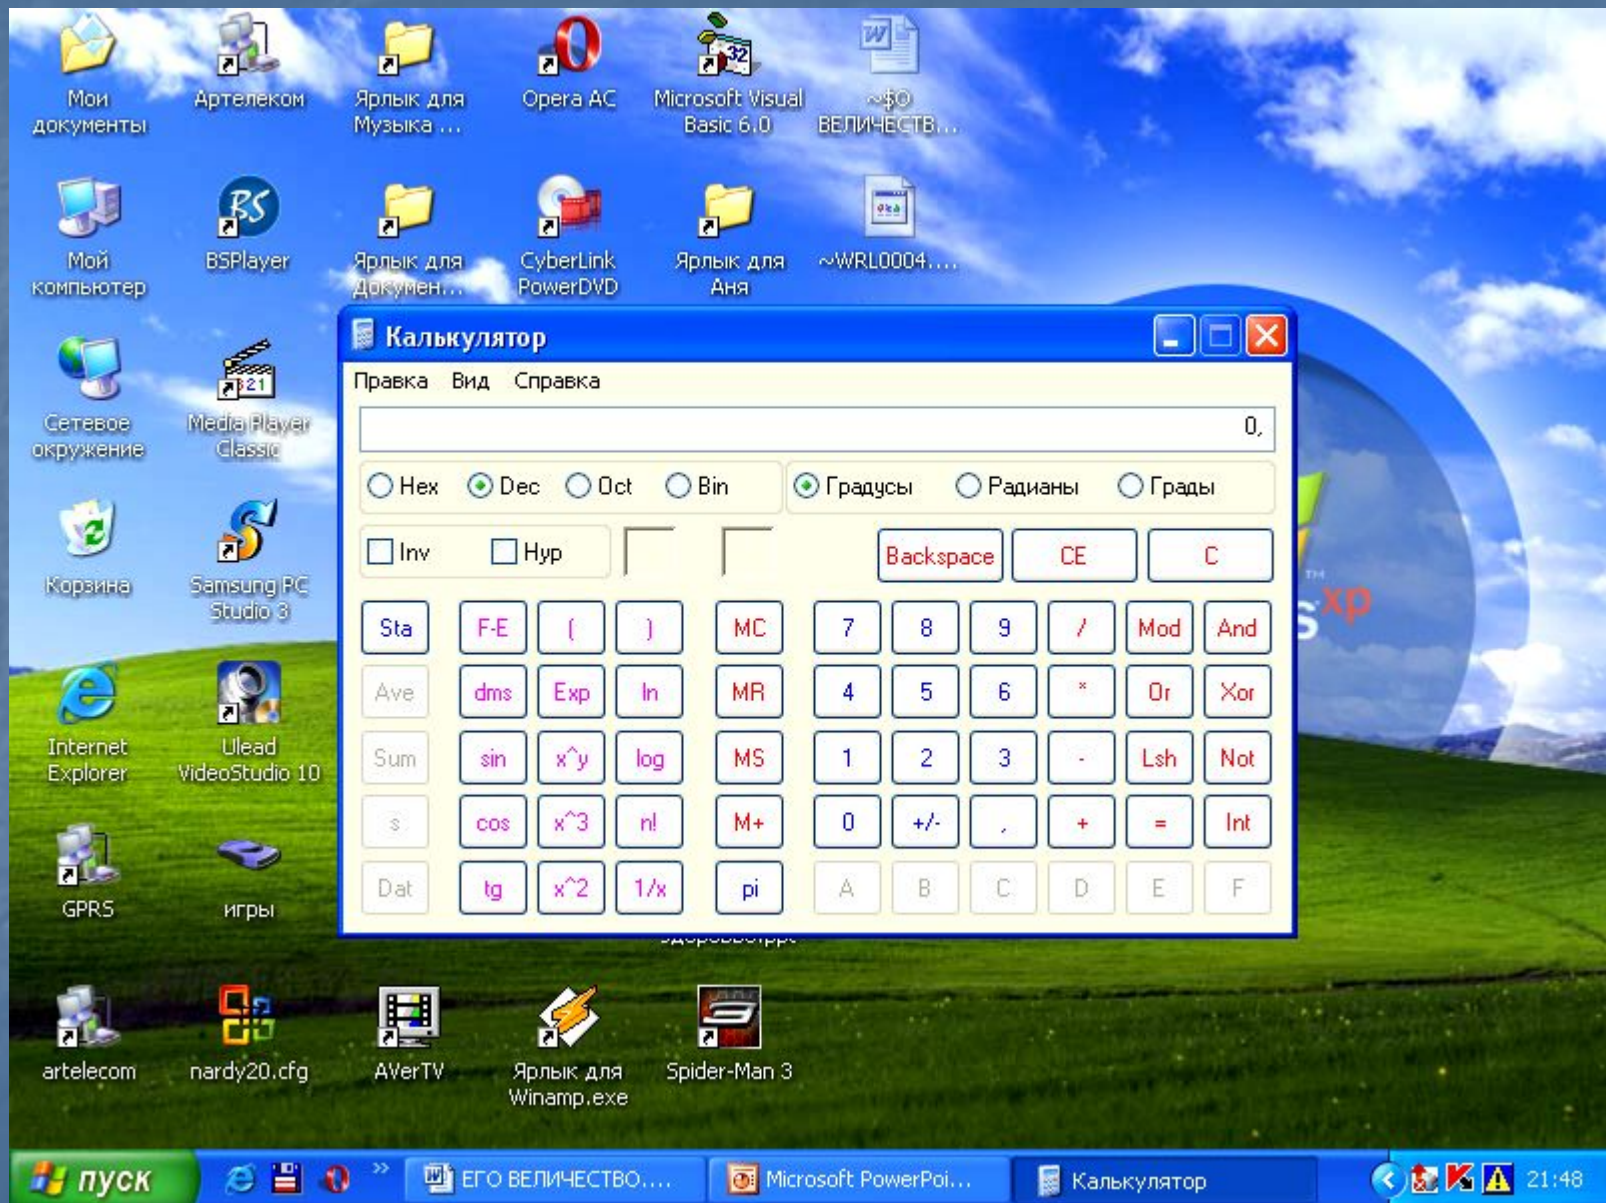 Мои
документы
Артелеком
Ярлык для
Музыка ...
Opera AC
Microsoft Visual
Basic 6.0
~$О
ВЕЛИЧЕСТВ...
Мой
компьютер
BSPlayer
Ярлык для
Докумен...
CyberLink
PowerDVD
Ярлык для
Аня
~WRL0004....
Сетевое
окружение
Media Player
Classic
Корзина
Samsung PC
Studio 3
Internet
Explorer
Ulead
VideoStudio 10
GPRS
игры
artelecom
nardy20.cfg
AVerTV
Ярлык для
Winamp.exe
Spider-Man 3
Калькулятор
Правка Вид Справка
0,
Hex Dec Oct Bin Градусы Радианы Грады
Inv Hyp Backspace CE C
Sta F-E ( ) MC 7 8 9 / Mod And
Ave dms Exp ln MR 4 5 6 * Or Xor
Sum sin x^y log MS 1 2 3 - Lsh Not
s cos x^3 n! M+ 0 +/- , + = Int
Dat tg x^2 1/x pi A B C D E F
TM
s xp
пуск
ЕГО ВЕЛИЧЕСТВО....
Microsoft PowerPoi...
Калькулятор
21:48